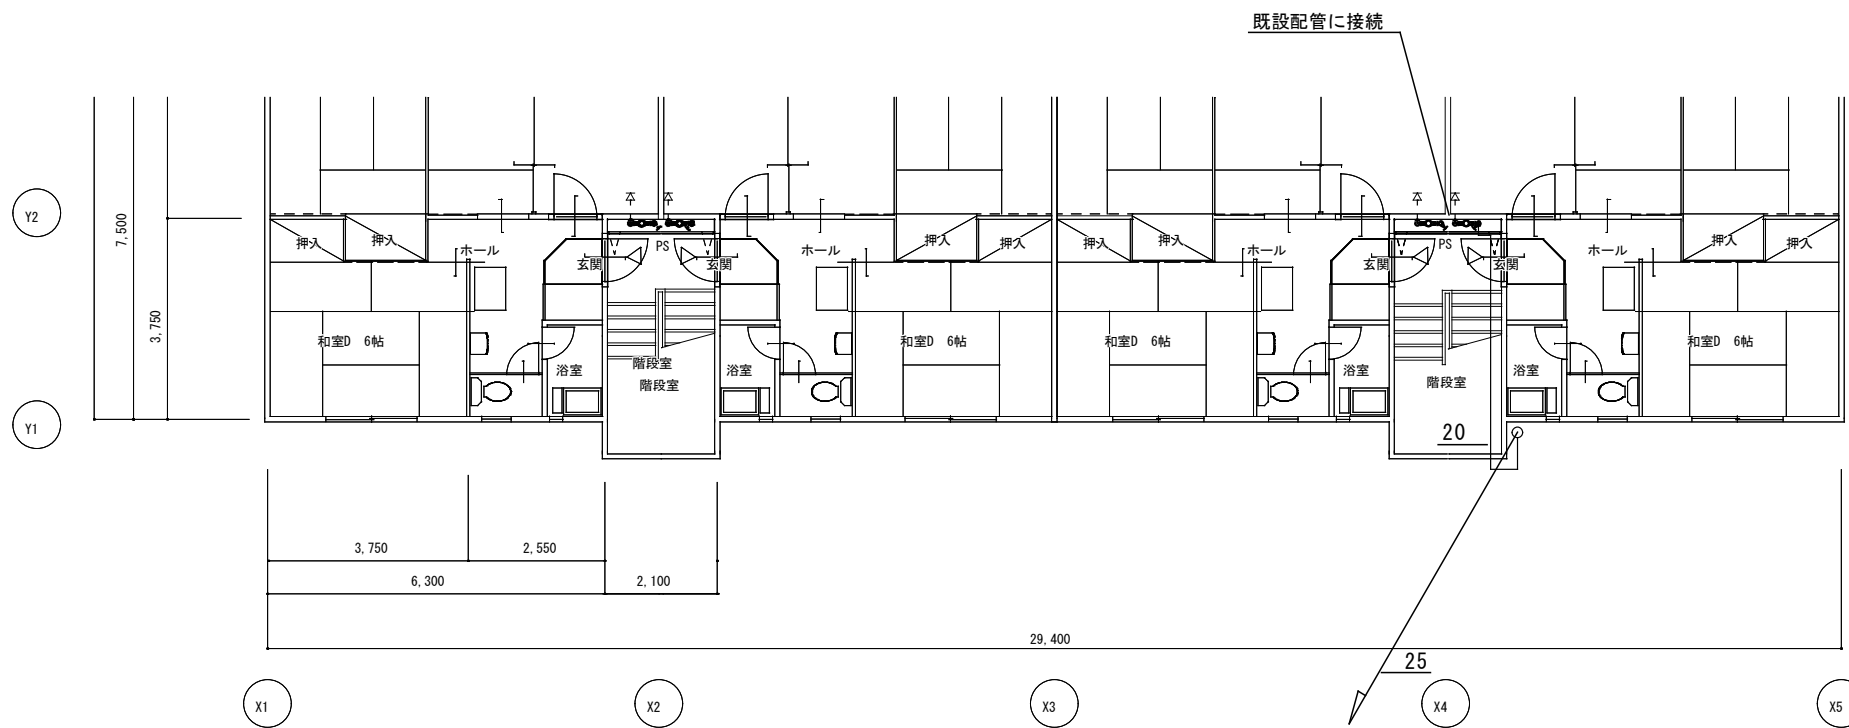 既設配管に接続
Y2
7,500
3,750
押入
押入
ホール
玄関
PS
玄関
ホール
押入
押入
押入
押入
ホール
玄関
PS
玄関
ホール
押入
押入
和室D 6帖
浴室
階段室
階段室
浴室
和室D 6帖
和室D 6帖
浴室
階段室
浴室
和室D 6帖
Y1
20
3,750
2,550
6,300
2,100
29,400
25
X1
X2
X3
X4
X5